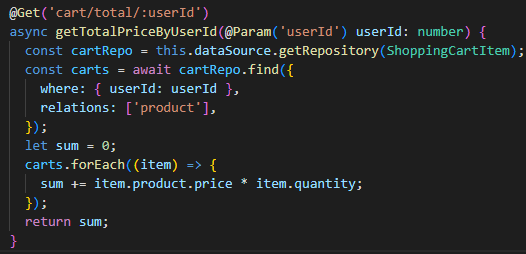 @Get('cart/total/:userId')
async getTotalPriceByUserId(@Param('userId') userId: number) {
  const cartRepo = this.dataSource.getRepository(ShoppingCartItem);
  const carts = await cartRepo.find({
    where: { userId: userId },
    relations: ['product'],
  });
  let sum = 0;
  carts.forEach((item) => {
    sum += item.product.price * item.quantity;
  });
  return sum;
}